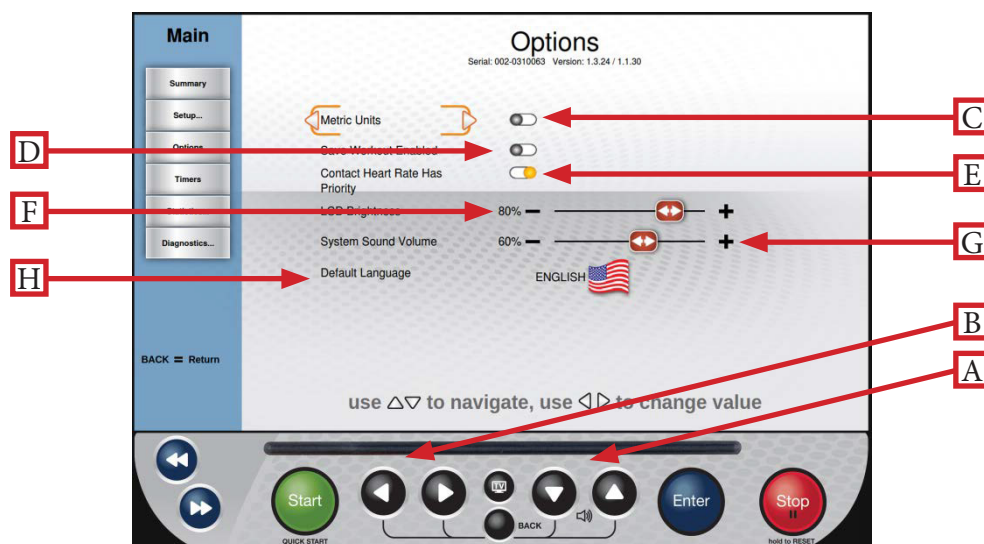 Main
Options
Serial: 002-0310063 Version: 1.3.24 / 1.1.30
Summary
Setup...
Options
Timers
Diagnostics...
BACK = Return
Metric Units
Save Workout Enabled
Contact Heart Rate Has
Priority
LCD Brightness 80% − +
System Sound Volume 60% − +
Default Language ENGLISH
use △▽ to navigate, use ◁ ▷ to change value
C
D
E
F
G
H
B
A
Start
TV
BACK
Enter
Stop
QUICK START
hold to RESET